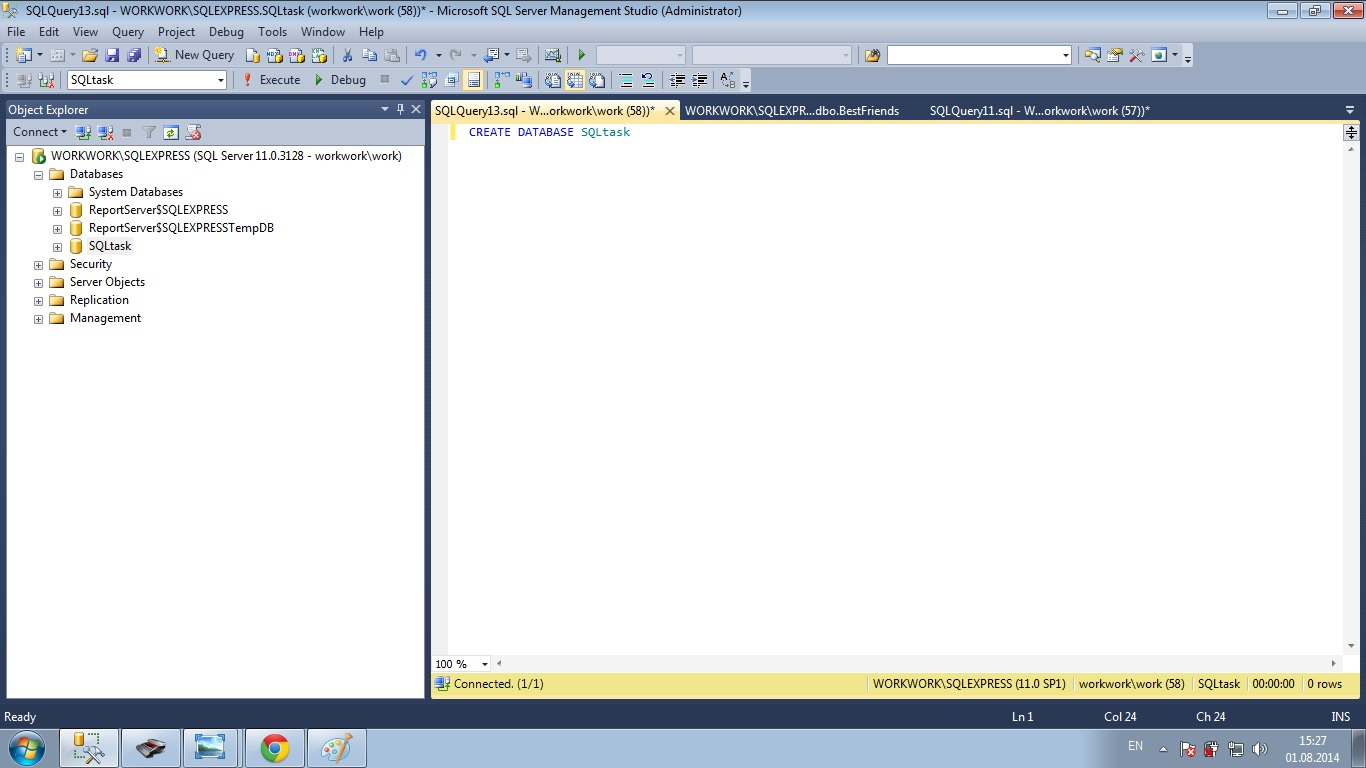 SQLQuery13.sql - WORKWORK\SQLEXPRESS.SQLtask (workwork\work (58))* - Microsoft SQL Server Management Studio (Administrator)
File Edit View Query Project Debug Tools Window Help
New Query
SQLtask Execute Debug
Object Explorer
SQLQuery13.sql - W...orkwork\work (58))* WORKWORK\SQLEXPR...dbo.BestFriends SQLQuery11.sql - W...orkwork\work (57))*
Connect
CREATE DATABASE SQLtask
WORKWORK\SQLEXPRESS (SQL Server 11.0.3128 - workwork\work)
Databases
System Databases
ReportServer$SQLEXPRESS
ReportServer$SQLEXPRESSTempDB
SQLtask
Security
Server Objects
Replication
Management
100 %
Connected. (1/1) WORKWORK\SQLEXPRESS (11.0 SP1) workwork\work (58) SQLtask 00:00:00 0 rows
Ready Ln 1 Col 24 Ch 24 INS
EN 15:27
01.08.2014